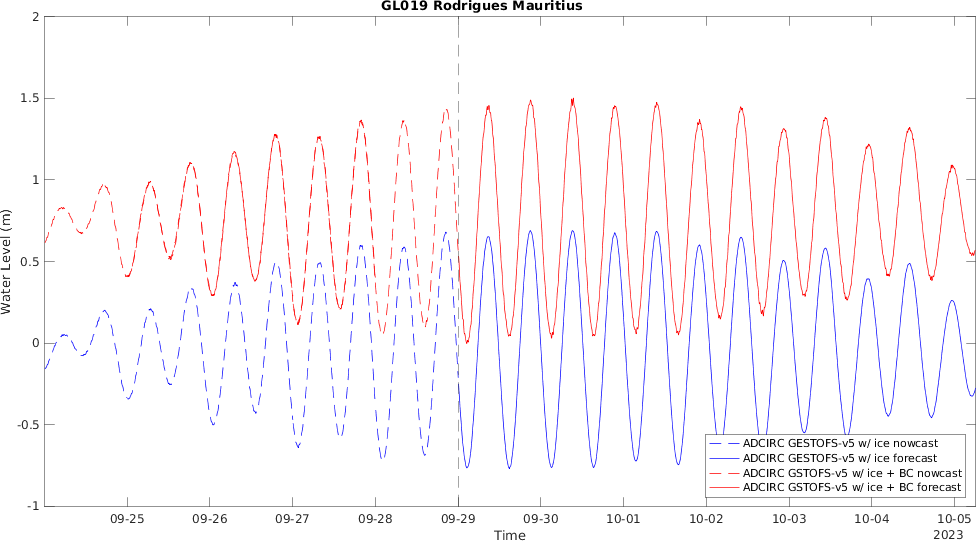 GL019 Rodrigues Mauritius
Water Level (m)
2
1.5
1
0.5
0
-0.5
-1
ADCIRC GESTOFS-v5 w/ ice nowcast
ADCIRC GESTOFS-v5 w/ ice forecast
ADCIRC GSTOFS-v5 w/ ice + BC nowcast
ADCIRC GSTOFS-v5 w/ ice + BC forecast
09-25 09-26 09-27 09-28 09-29 09-30 10-01 10-02 10-03 10-04 10-05
Time 2023